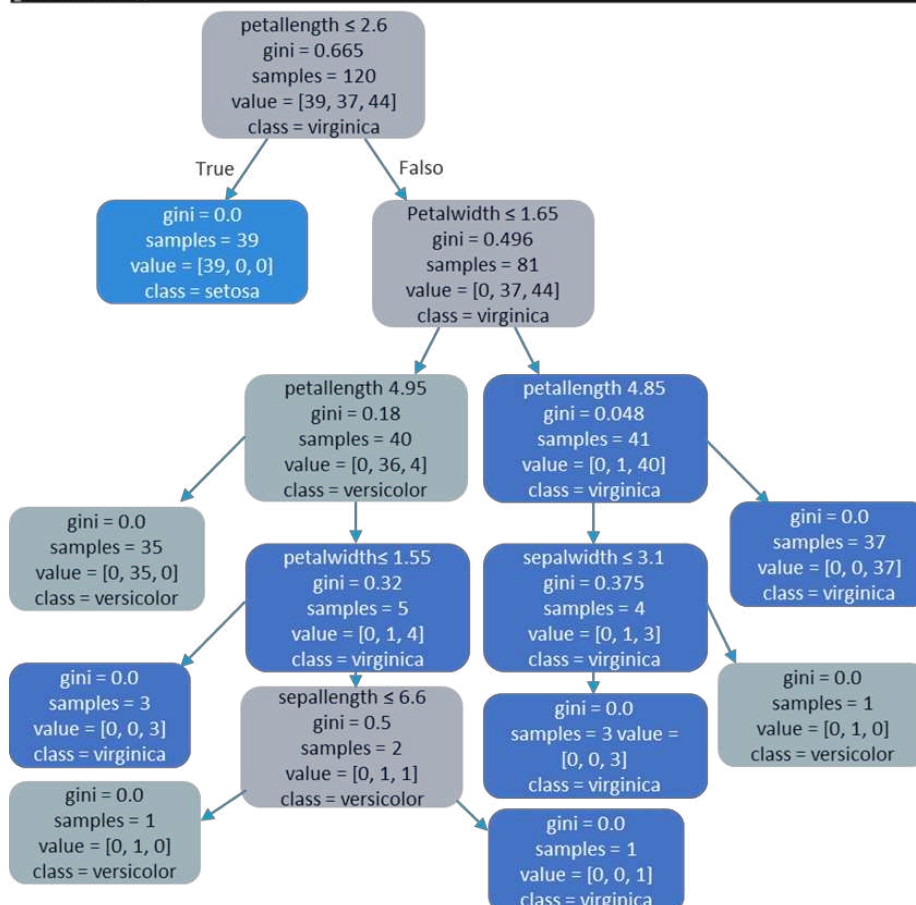 petallength ≤ 2.6
gini = 0.665
samples = 120
value = [39, 37, 44]
class = virginica
True
Falso
gini = 0.0
samples = 39
value = [39, 0, 0]
class = setosa
Petalwidth ≤ 1.65
gini = 0.496
samples = 81
value = [0, 37, 44]
class = virginica
petallength 4.95
gini = 0.18
samples = 40
value = [0, 36, 4]
class = versicolor
petallength 4.85
gini = 0.048
samples = 41
value = [0, 1, 40]
class = virginica
gini = 0.0
samples = 35
value = [0, 35, 0]
class = versicolor
petalwidth≤ 1.55
gini = 0.32
samples = 5
value = [0, 1, 4]
class = virginica
sepalwidth ≤ 3.1
gini = 0.375
samples = 4
value = [0, 1, 3]
class = virginica
gini = 0.0
samples = 37
value = [0, 0, 37]
class = virginica
gini = 0.0
samples = 3
value = [0, 0, 3]
class = virginica
sepallength ≤ 6.6
gini = 0.5
samples = 2
value = [0, 1, 1]
class = versicolor
gini = 0.0
samples = 3 value =
[0, 0, 3]
class = virginica
gini = 0.0
samples = 1
value = [0, 1, 0]
class = versicolor
gini = 0.0
samples = 1
value = [0, 1, 0]
class = versicolor
gini = 0.0
samples = 1
value = [0, 0, 1]
class = virginica